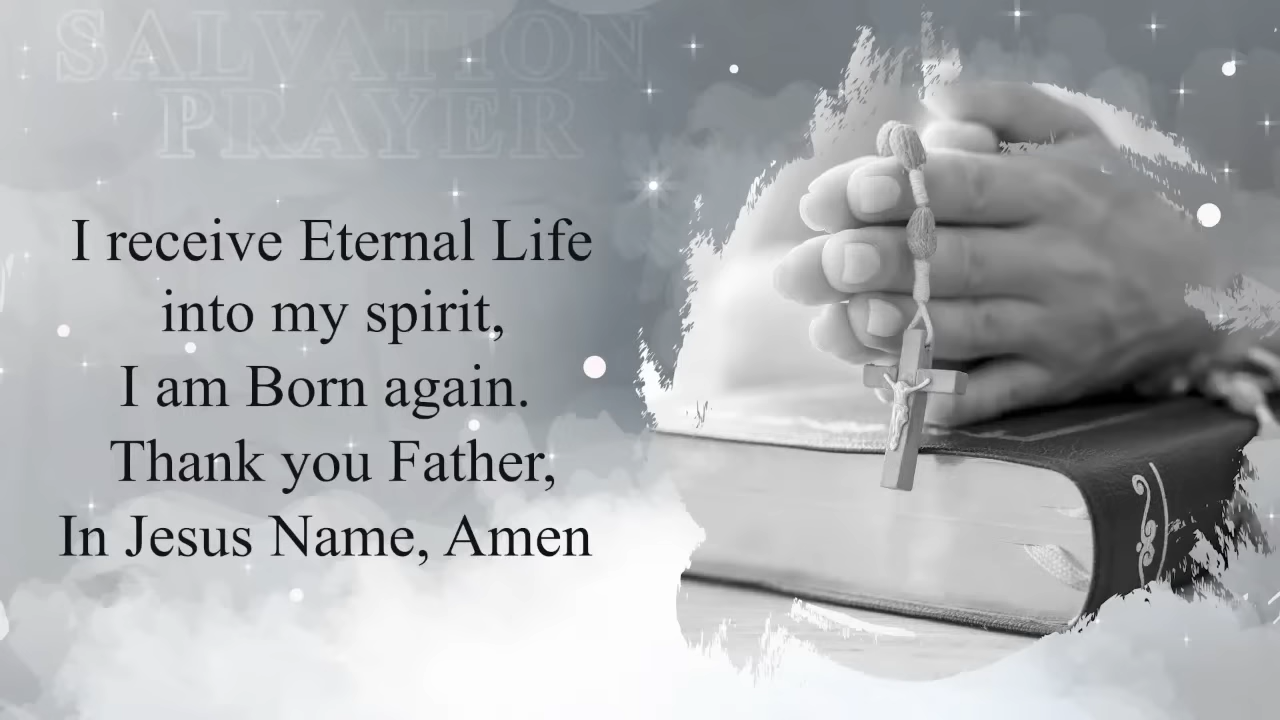 SALVATION
PRAYER
I receive Eternal Life
into my spirit,
I am Born again.
Thank you Father,
In Jesus Name, Amen